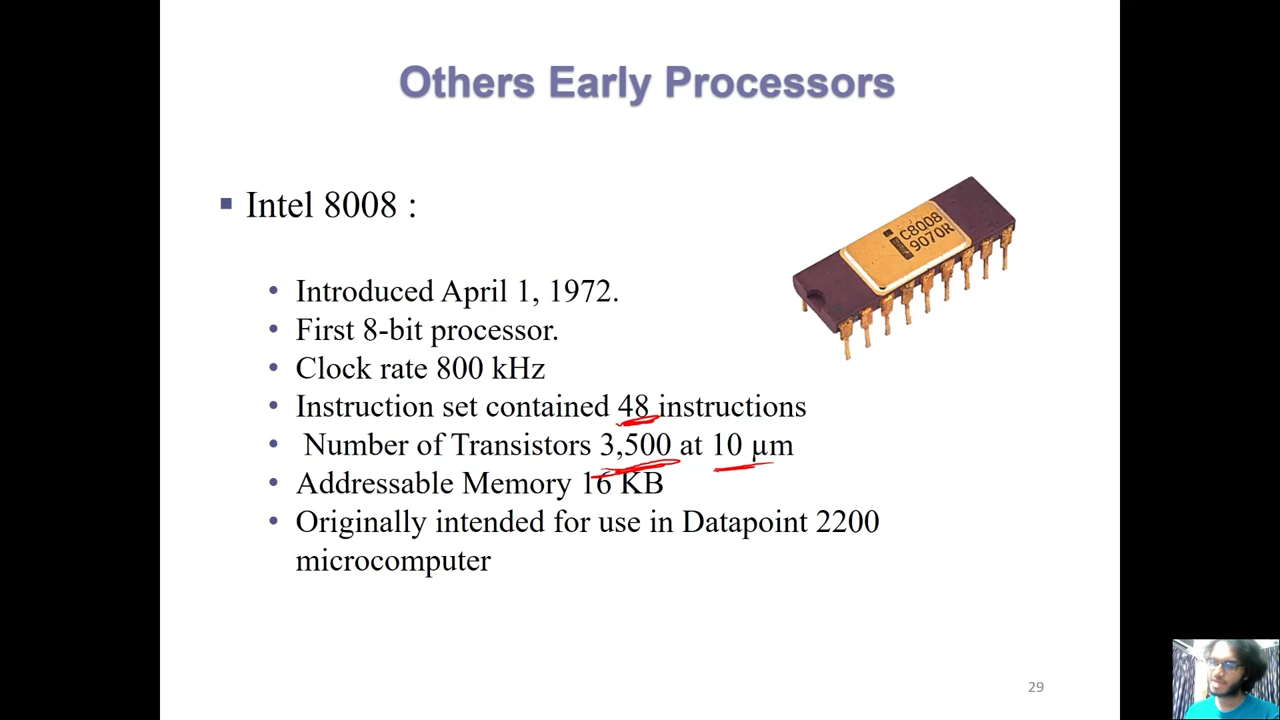 Others Early Processors
▪ Intel 8008 :
C8008
9070R
• Introduced April 1, 1972.
• First 8-bit processor.
• Clock rate 800 kHz
• Instruction set contained 48 instructions
• Number of Transistors 3,500 at 10 µm
• Addressable Memory 16 KB
• Originally intended for use in Datapoint 2200
microcomputer
29